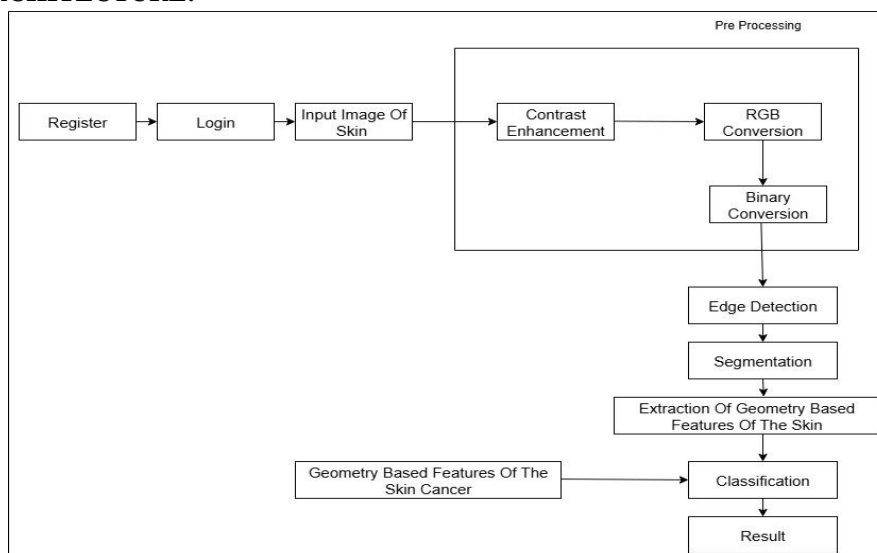 Pre Processing
Register
Login
Input Image Of
Skin
Contrast
Enhancement
RGB
Conversion
Binary
Conversion
Edge Detection
Segmentation
Extraction Of Geometry Based
Features Of The Skin
Geometry Based Features Of The
Skin Cancer
Classification
Result